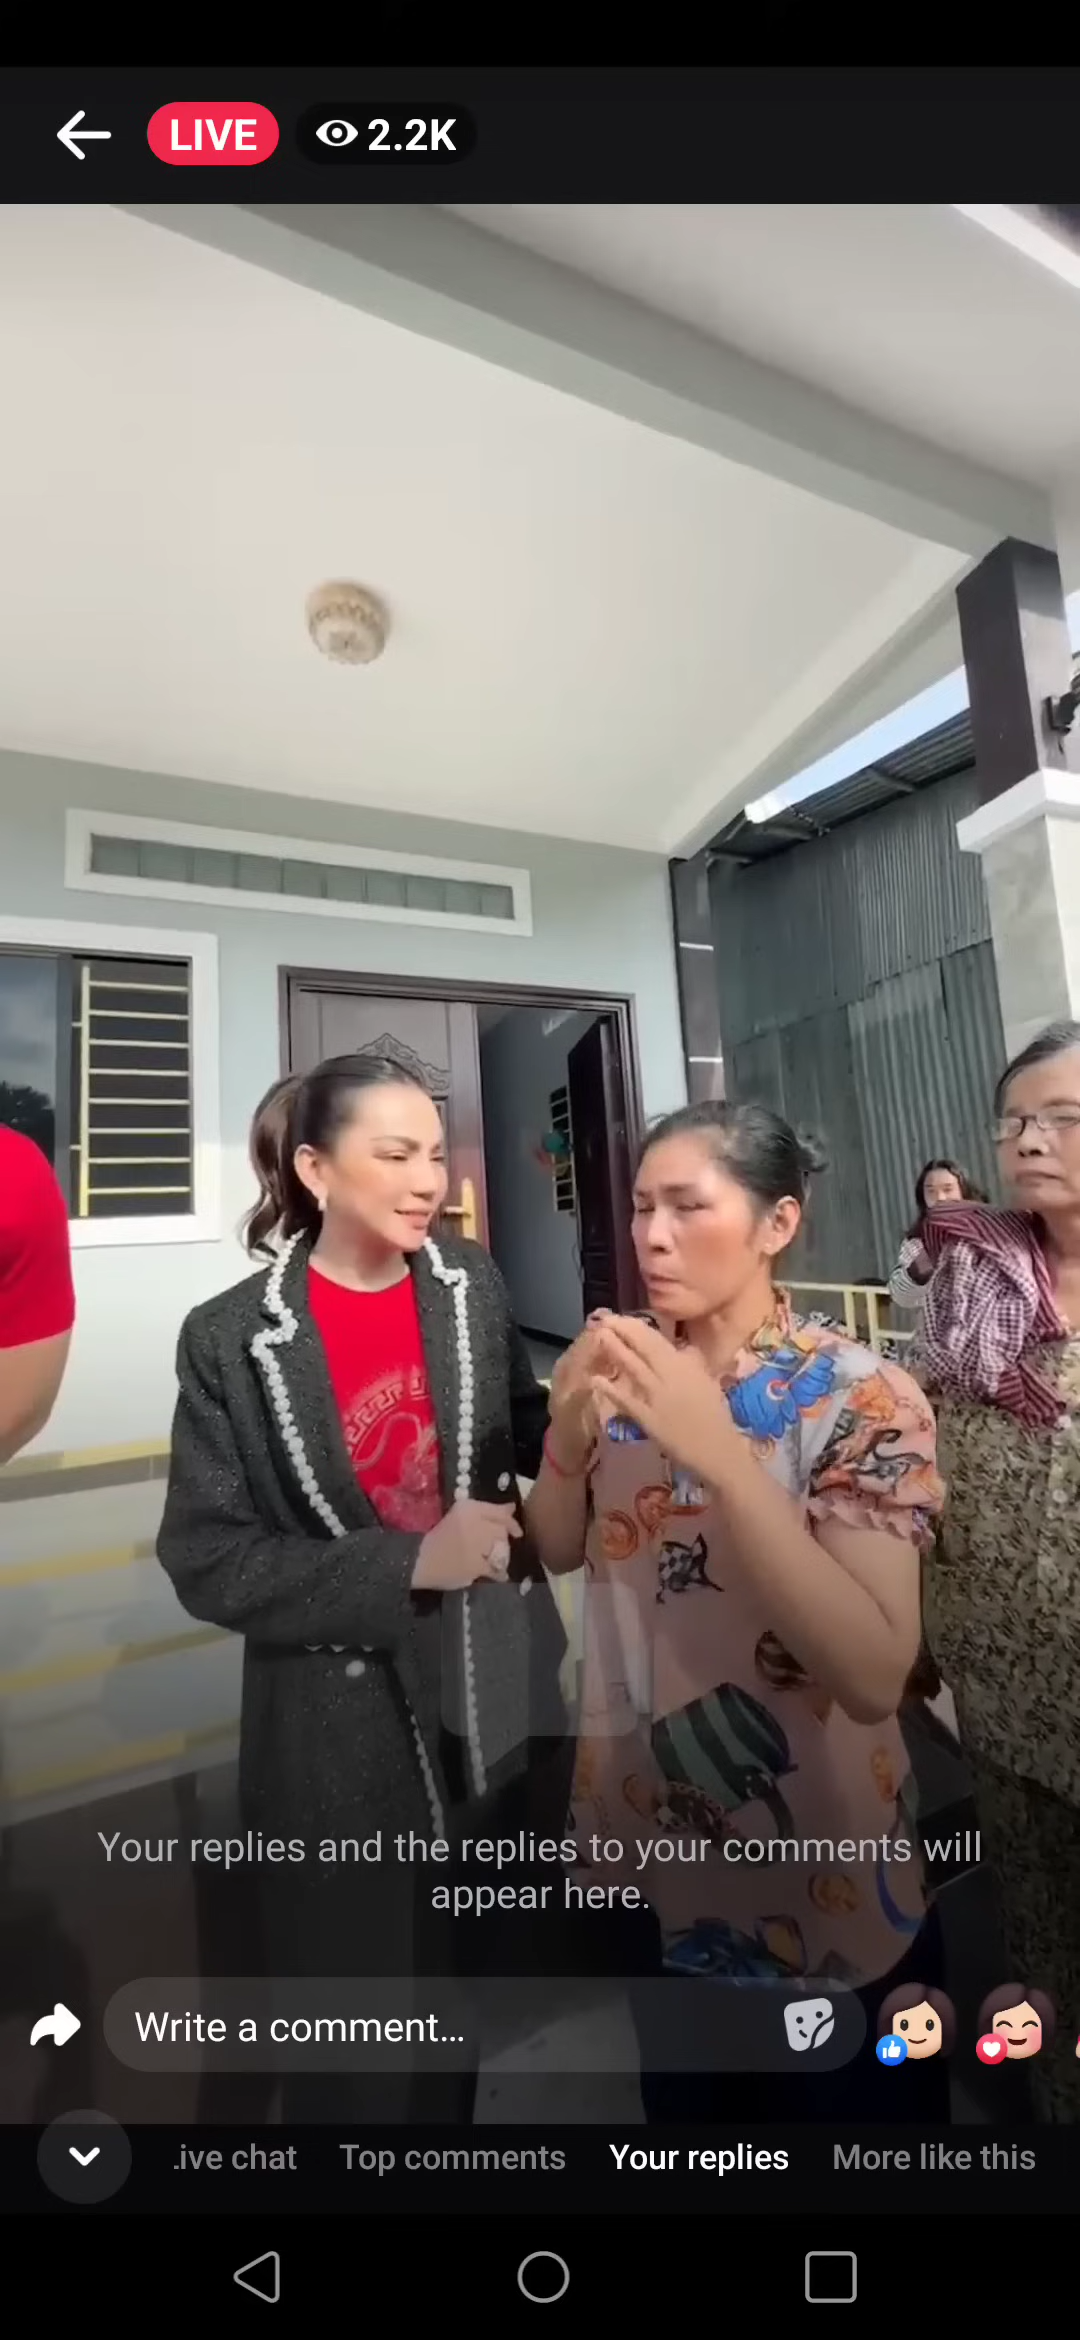 LIVE 2.2K
Your replies and the replies to your comments will
appear here.
Write a comment...
.ive chat Top comments Your replies More like this